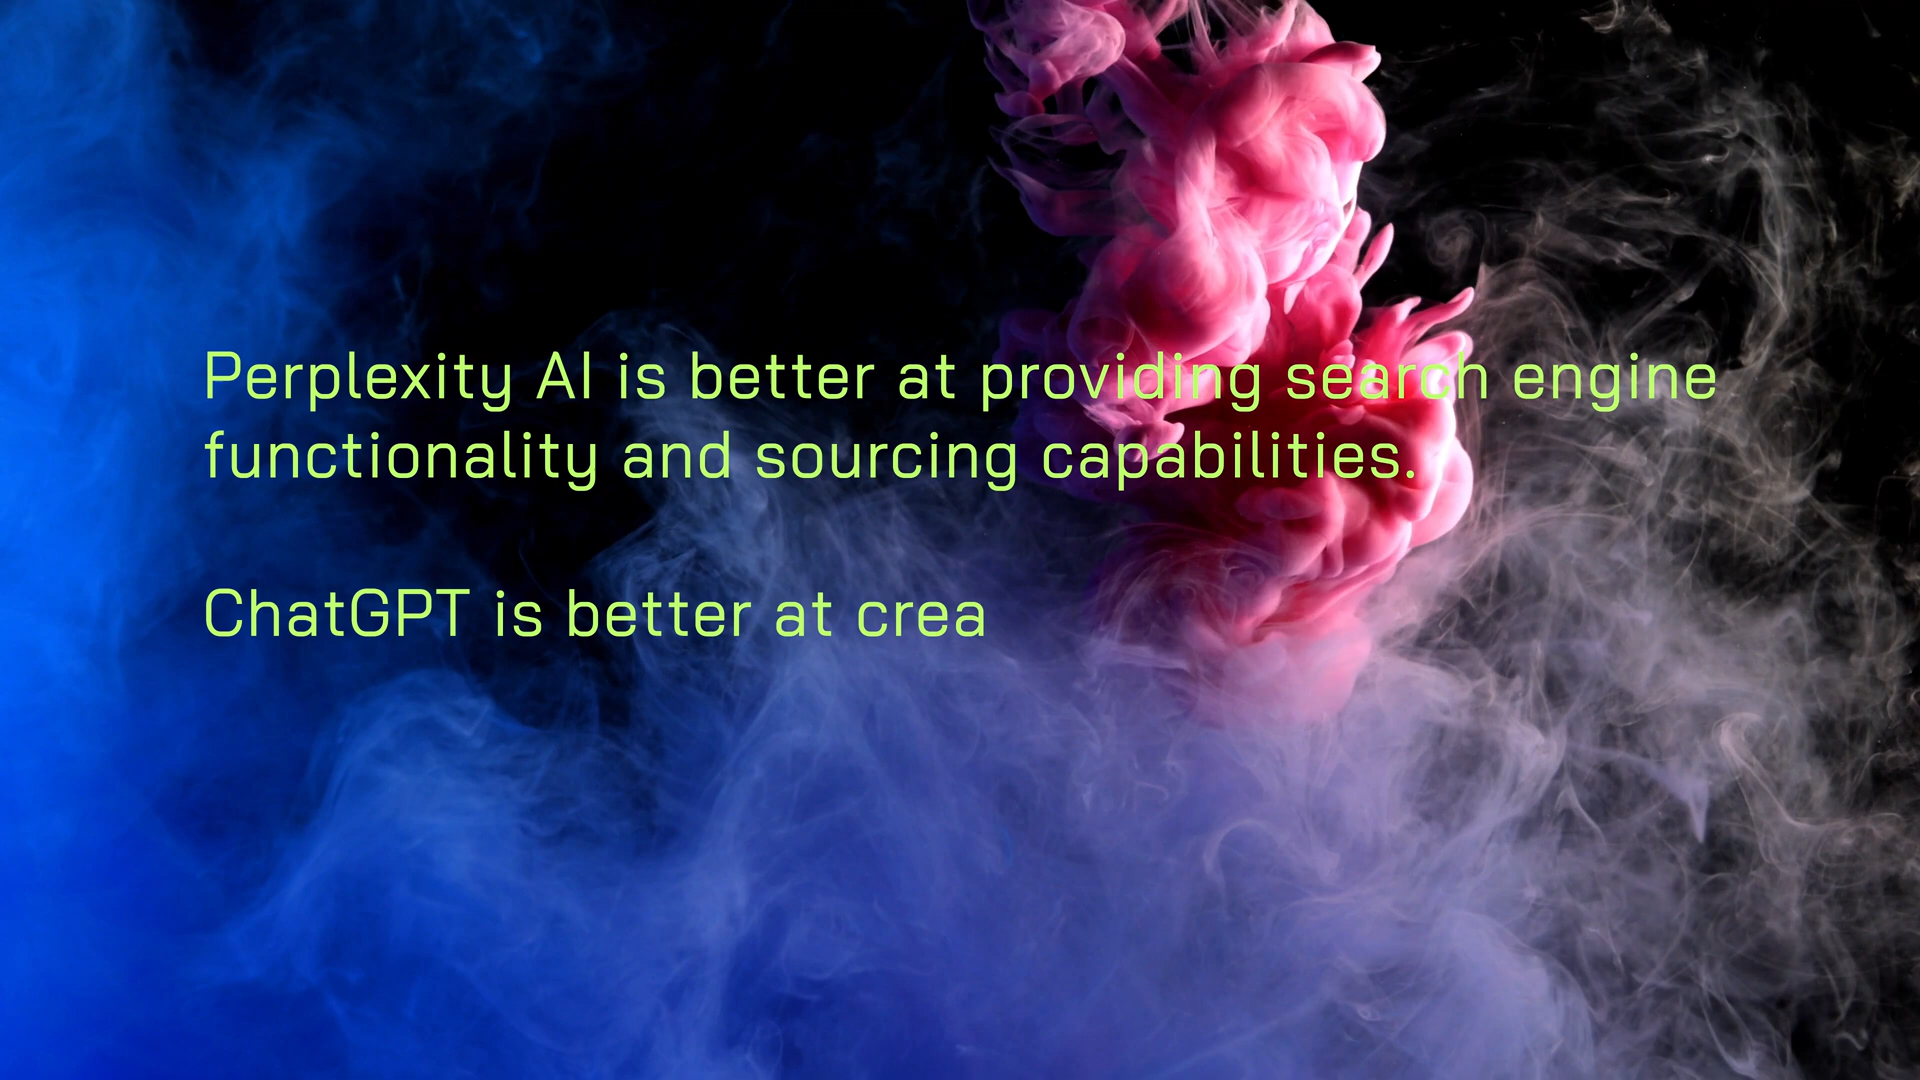 Perplexity AI is better at providing search engine
functionality and sourcing capabilities.
ChatGPT is better at crea